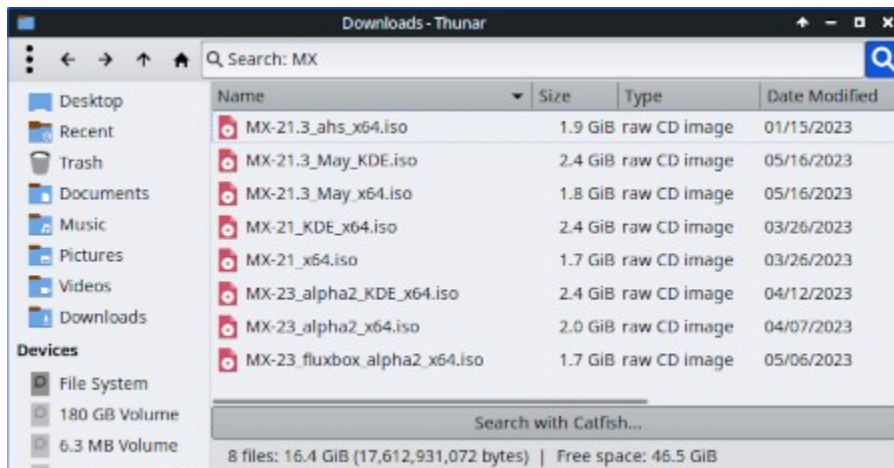 Downloads - Thunar
Search: MX
Desktop
Recent
Trash
Documents
Music
Pictures
Videos
Downloads
Devices
File System
180 GB Volume
6.3 MB Volume
Name Size Type Date Modified
MX-21.3_ahs_x64.iso 1.9 GiB raw CD image 01/15/2023
MX-21.3_May_KDE.iso 2.4 GiB raw CD image 05/16/2023
MX-21.3_May_x64.iso 1.8 GiB raw CD image 05/16/2023
MX-21_KDE_x64.iso 2.4 GiB raw CD image 03/26/2023
MX-21_x64.iso 1.7 GiB raw CD image 03/26/2023
MX-23_alpha2_KDE_x64.iso 2.4 GiB raw CD image 04/12/2023
MX-23_alpha2_x64.iso 2.0 GiB raw CD image 04/07/2023
MX-23_fluxbox_alpha2_x64.iso 1.7 GiB raw CD image 05/06/2023
Search with Catfish...
8 files: 16.4 GiB (17,612,931,072 bytes) | Free space: 46.5 GiB